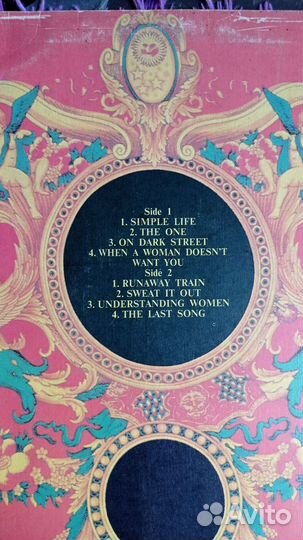 Side 1
1. SIMPLE LIFE
2. THE ONE
3. ON DARK STREET
4. WHEN A WOMAN DOESN'T
WANT YOU
Side 2
1. RUNAWAY TRAIN
2. SWEAT IT OUT
3. UNDERSTANDING WOMEN
4. THE LAST SONG
Avito